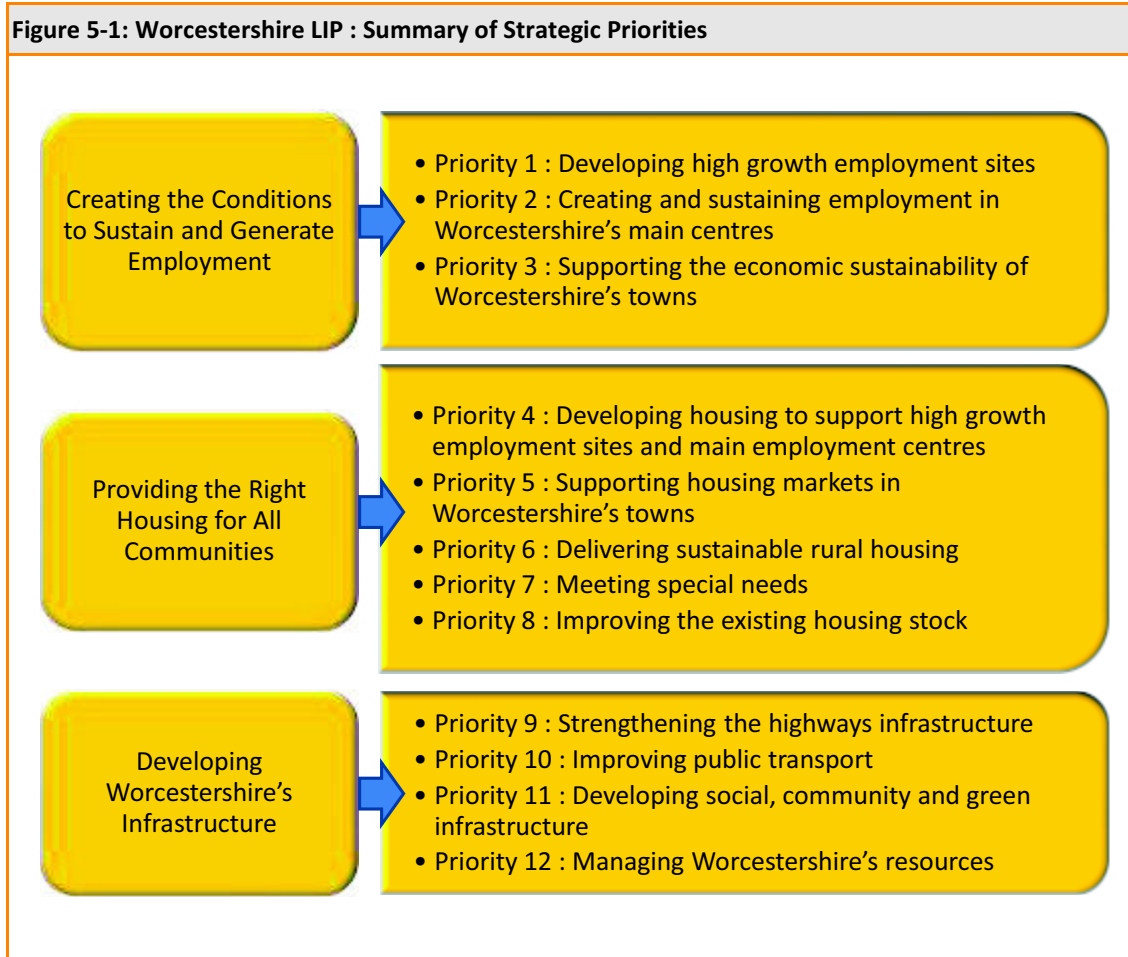 Figure 5-1: Worcestershire LIP : Summary of Strategic Priorities
Creating the Conditions
to Sustain and Generate
Employment
• Priority 1 : Developing high growth employment sites
• Priority 2 : Creating and sustaining employment in
Worcestershire’s main centres
• Priority 3 : Supporting the economic sustainability of
Worcestershire’s towns
Providing the Right
Housing for All
Communities
• Priority 4 : Developing housing to support high growth
employment sites and main employment centres
• Priority 5 : Supporting housing markets in
Worcestershire’s towns
• Priority 6 : Delivering sustainable rural housing
• Priority 7 : Meeting special needs
• Priority 8 : Improving the existing housing stock
Developing
Worcestershire’s
Infrastructure
• Priority 9 : Strengthening the highways infrastructure
• Priority 10 : Improving public transport
• Priority 11 : Developing social, community and green
infrastructure
• Priority 12 : Managing Worcestershire’s resources